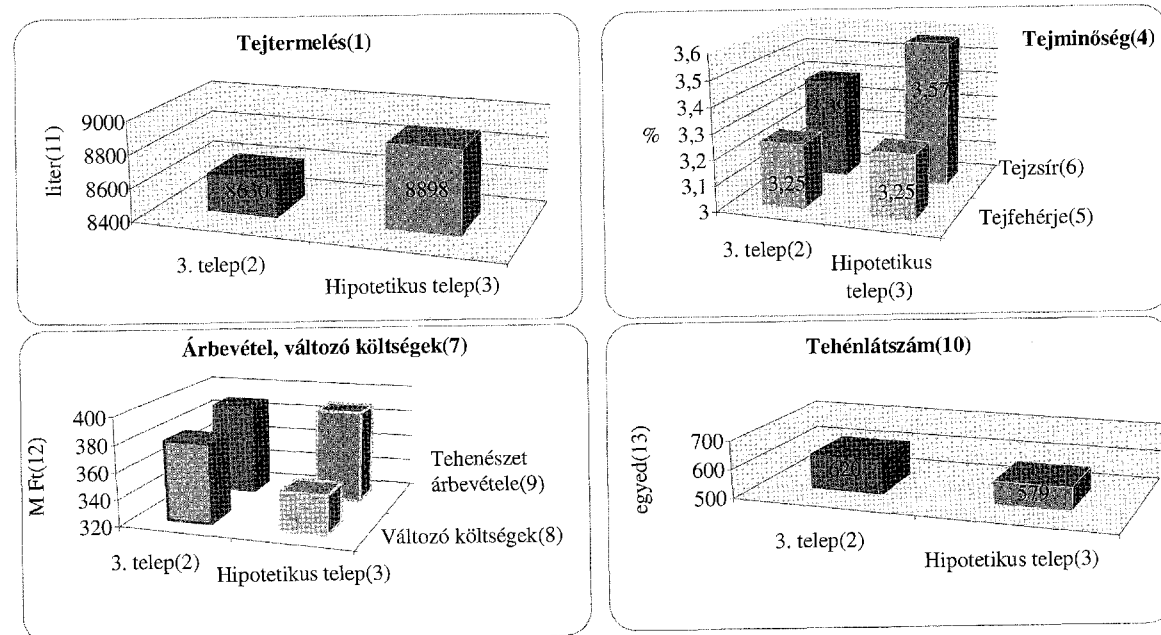 Tejtermelés(1)
liter(11)
9000
8800
8600
8400
8630
8898
3. telep(2)
Hipotetikus telep(3)
Tejminőség(4)
%
3,6
3,5
3,4
3,3
3,2
3,1
3
3,25
3,25
3,57
Tejzsír(6)
Tejfehérje(5)
3. telep(2)
Hipotetikus
telep(3)
Árbevétel, változó költségek(7)
M Ft(12)
400
380
360
340
320
Tehenészet
árbevétele(9)
Változó költségek(8)
3. telep(2)
Hipotetikus telep(3)
Tehénlátszám(10)
egyed(13)
700
600
500
620
579
3. telep(2)
Hipotetikus telep(3)